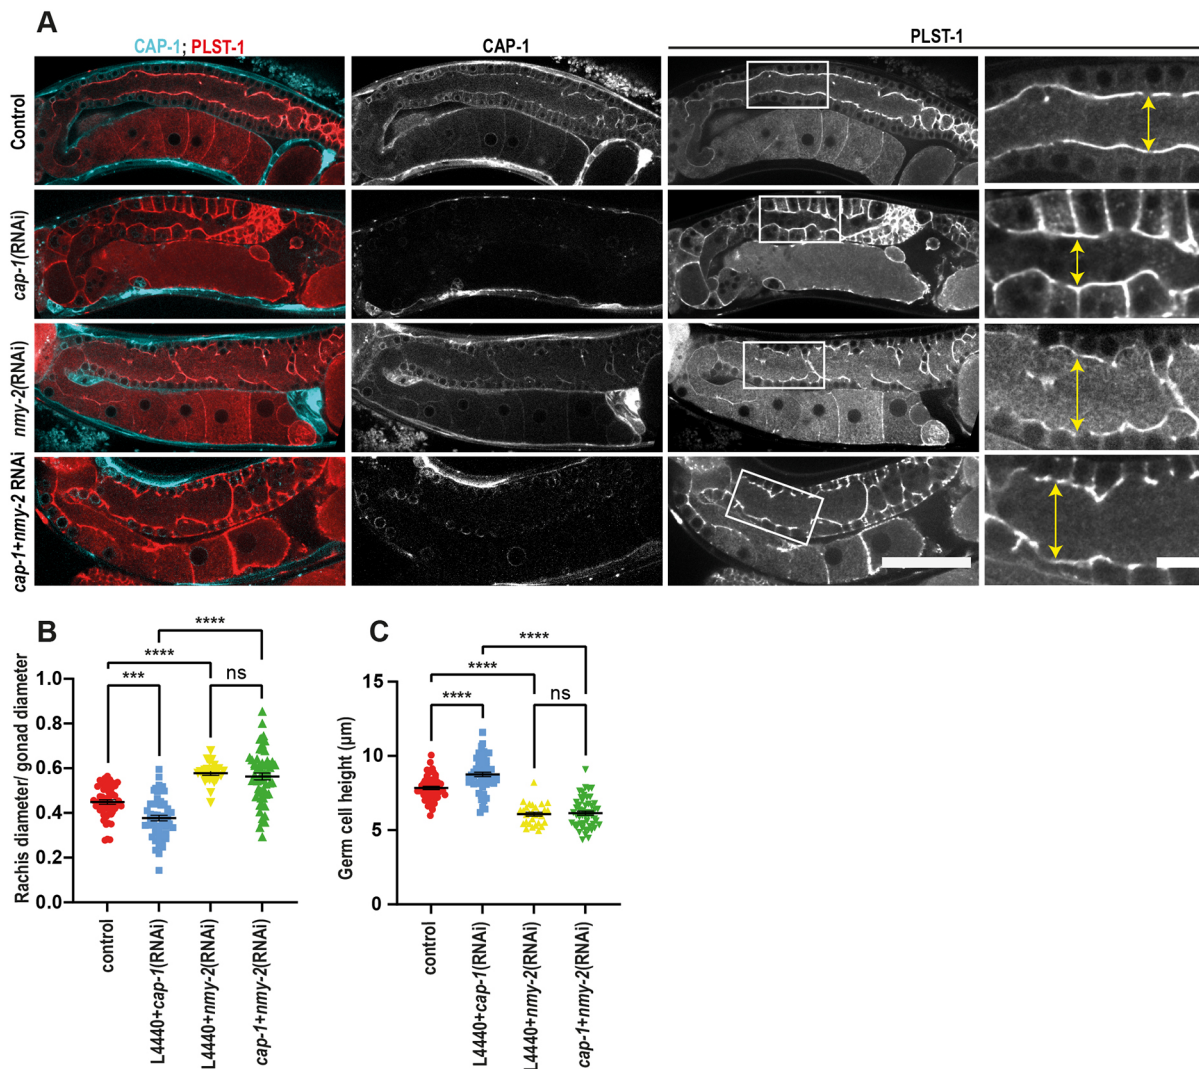 A
CAP-1; PLST-1
CAP-1
PLST-1
Control
cap-1(RNAi)
nmy-2(RNAi)
cap-1+nmy-2 RNAi
B
Rachis diameter/ gonad diameter
1.0
0.8
0.6
0.4
0.2
0.0
****
****
***
ns
control
L4440+cap-1(RNAi)
L4440+nmy-2(RNAi)
cap-1+nmy-2(RNAi)
C
Germ cell height (µm)
15
10
5
0
****
****
****
ns
control
L4440+cap-1(RNAi)
L4440+nmy-2(RNAi)
cap-1+nmy-2(RNAi)